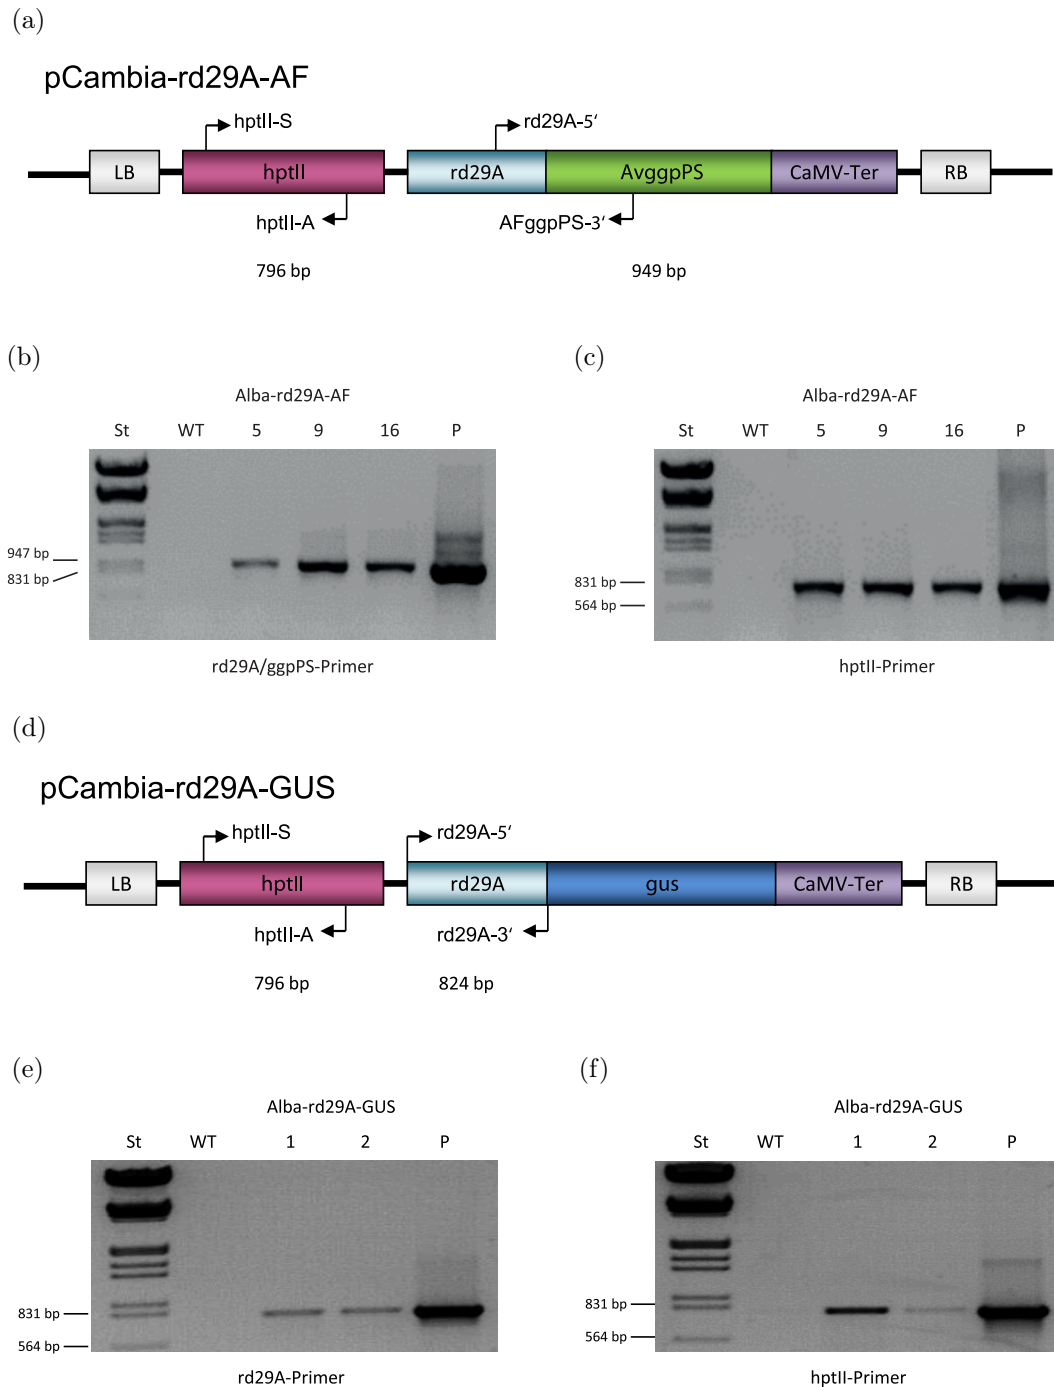 (a)
pCambia-rd29A-AF
hptII-S rd29A-5‘
LB hptII rd29A AvggpPS CaMV-Ter RB
hptII-A AFggpPS-3‘
796 bp 949 bp
(b)
Alba-rd29A-AF
St WT 5 9 16 P
947 bp
831 bp
rd29A/ggpPS-Primer
(c)
Alba-rd29A-AF
St WT 5 9 16 P
831 bp
564 bp
hptII-Primer
(d)
pCambia-rd29A-GUS
hptII-S rd29A-5‘
LB hptII rd29A gus CaMV-Ter RB
hptII-A rd29A-3‘
796 bp 824 bp
(e)
Alba-rd29A-GUS
St WT 1 2 P
831 bp
564 bp
rd29A-Primer
(f)
Alba-rd29A-GUS
St WT 1 2 P
831 bp
564 bp
hptII-Primer